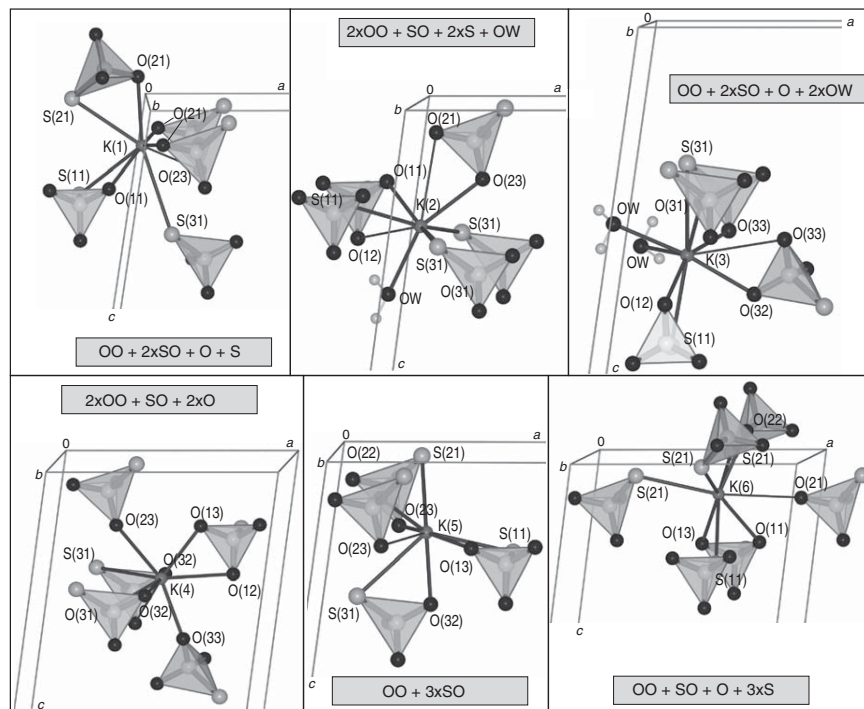 0
a
b
O(21)
S(21)
O(21)
K(1)
S(11)
O(11)
O(23)
S(31)
c
OO + 2xSO + O + S
2xOO + SO + 2xS + OW
0
a
b
O(21)
O(11)
O(23)
S(11)
K(2)
S(31)
O(12)
S(31)
OW
O(31)
c
0
a
b
OO + 2xSO + O + 2xOW
S(31)
O(31)
OW
O(33)
O(33)
OW
K(3)
O(12)
O(32)
S(11)
c
2xOO + SO + 2xO
0
a
b
O(23)
O(13)
S(31)
O(32)
K(4)
O(12)
O(31)
O(32)
O(33)
c
0
a
b
O(22)
S(21)
O(23)
K(5)
S(11)
O(23)
O(13)
S(31)
O(32)
c
OO + 3xSO
O(22)
0
a
b
S(21)
S(21)
S(21)
K(6)
O(21)
O(13)
O(11)
S(11)
c
OO + SO + O + 3xS